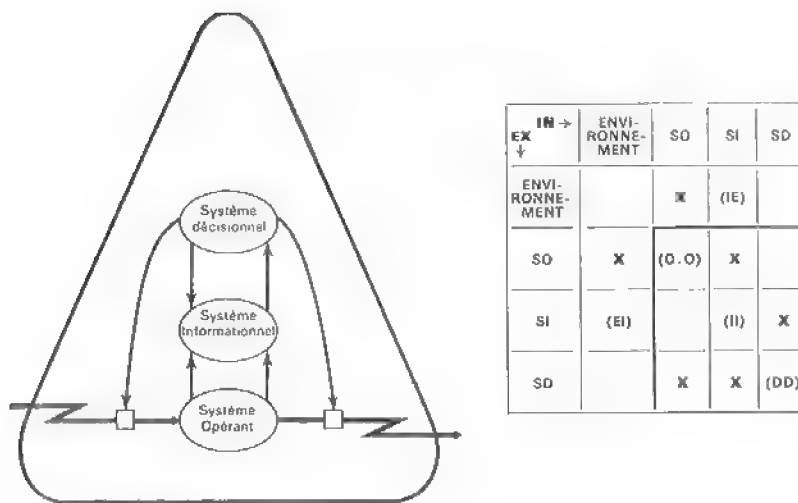 Système
décisionnel
Système
Informationnel
Système
Opérant
IN →
EX
↓
ENVI-
RONNE-
MENT
SO
SI
SD
ENVI-
RONNE-
MENT
X
(IE)
SO
X
(O.O)
X
SI
(EI)
(II)
X
SD
X
X
(DD)